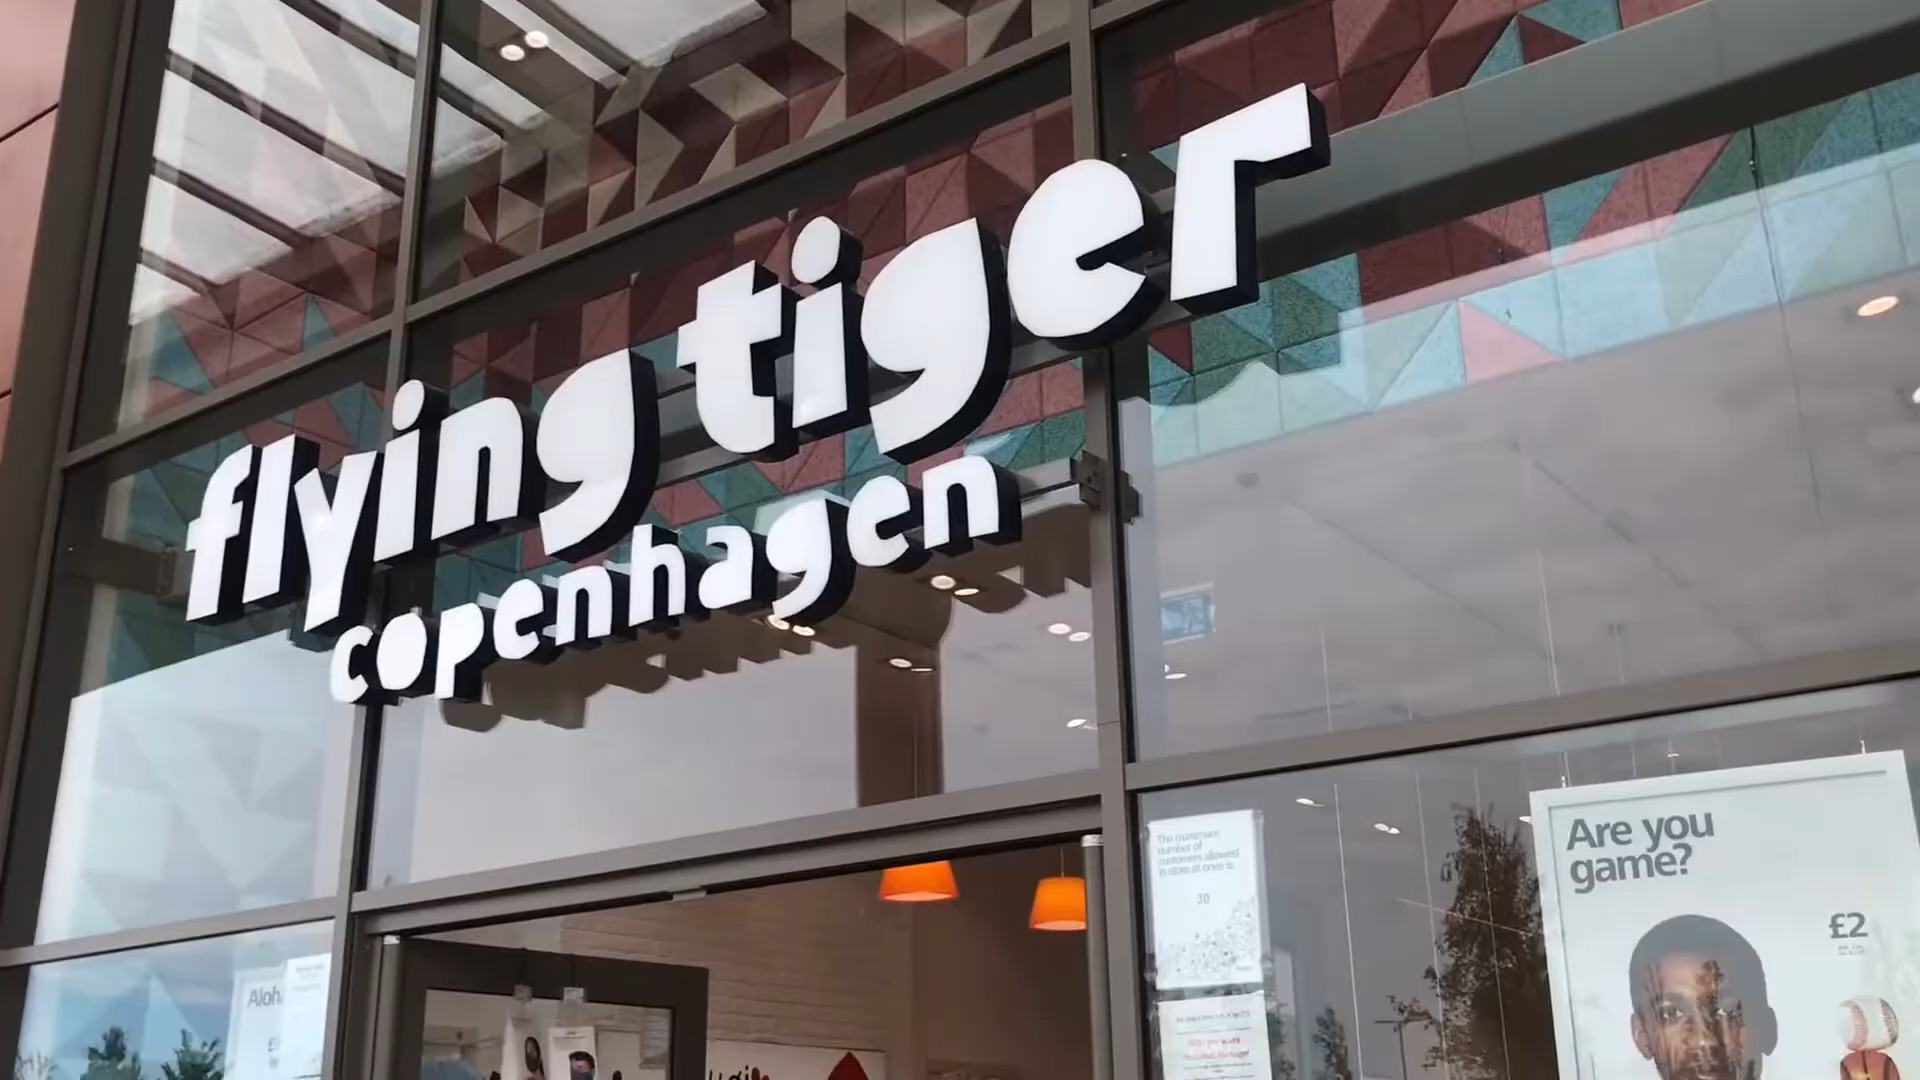 flying tiger
copenhagen
The maximum
number of
customers allowed
in store at once is:
30
Are you
game?
£2
Aloh